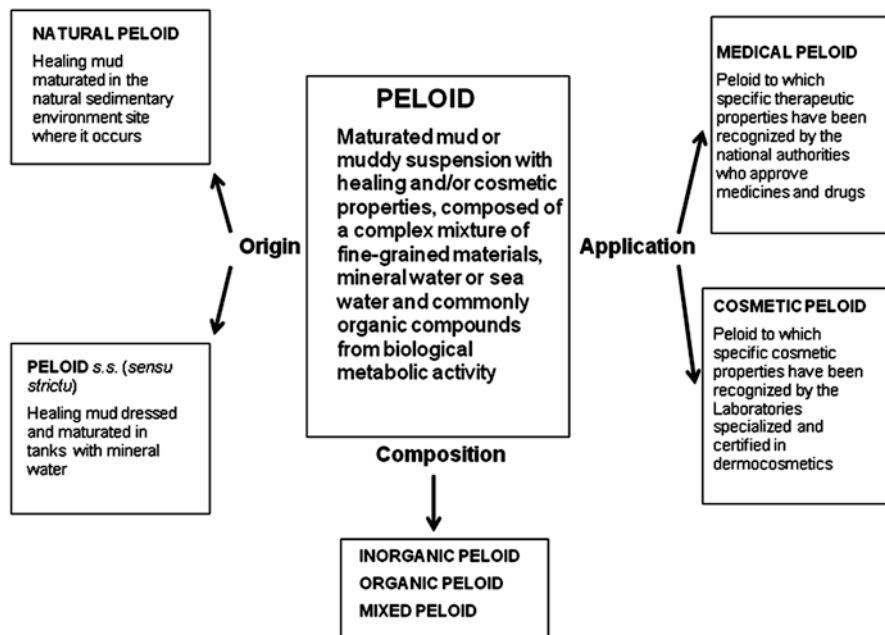 NATURAL PELOID
Healing mud
maturated in the
natural sedimentary
environment site
where it occurs
PELOID
Maturated mud or
muddy suspension with
healing and/or cosmetic
properties, composed of
a complex mixture of
fine-grained materials,
mineral water or sea
water and commonly
organic compounds
from biological
metabolic activity
MEDICAL PELOID
Peloid to which
specific therapeutic
properties have been
recognized by the
national authorities
who approve
medicines and drugs
Origin
Application
PELOID s.s. (sensu
strictu)
Healing mud dressed
and maturated in
tanks with mineral
water
COSMETIC PELOID
Peloid to which
specific cosmetic
properties have been
recognized by the
Laboratories
specialized and
certified in
dermocosmetics
Composition
INORGANIC PELOID
ORGANIC PELOID
MIXED PELOID